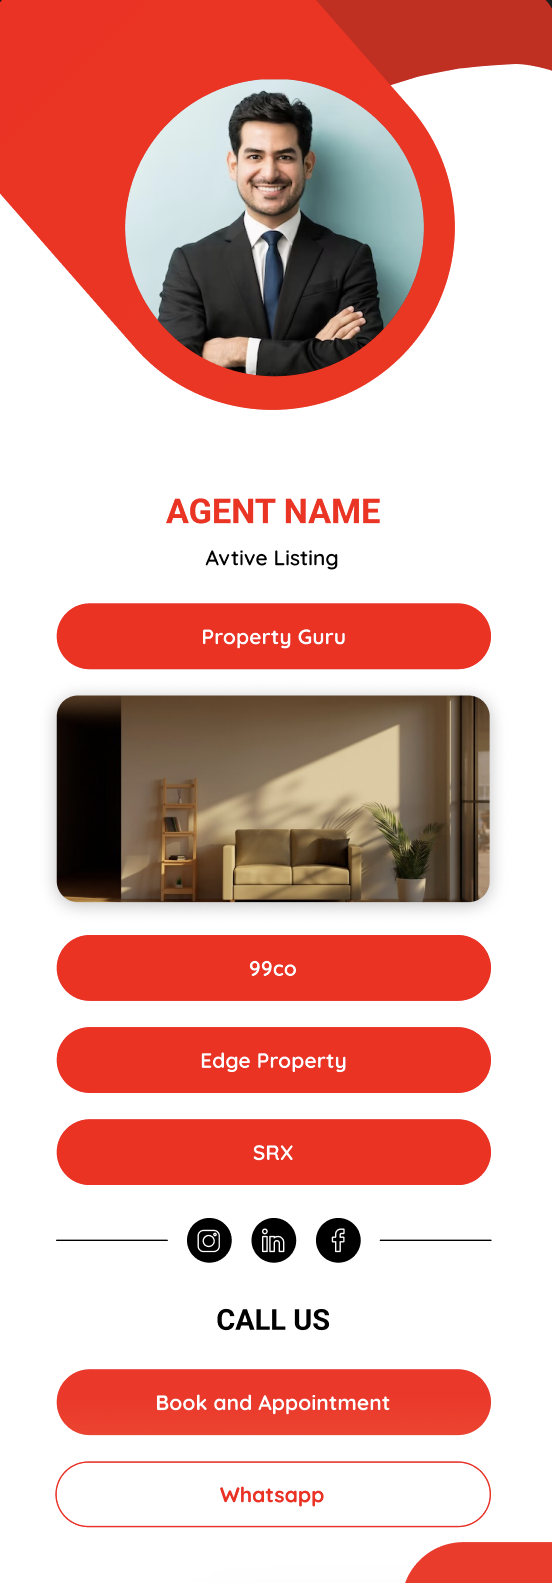 AGENT NAME
Avtive Listing
Property Guru
99co
Edge Property
SRX
CALL US
Book and Appointment
Whatsapp